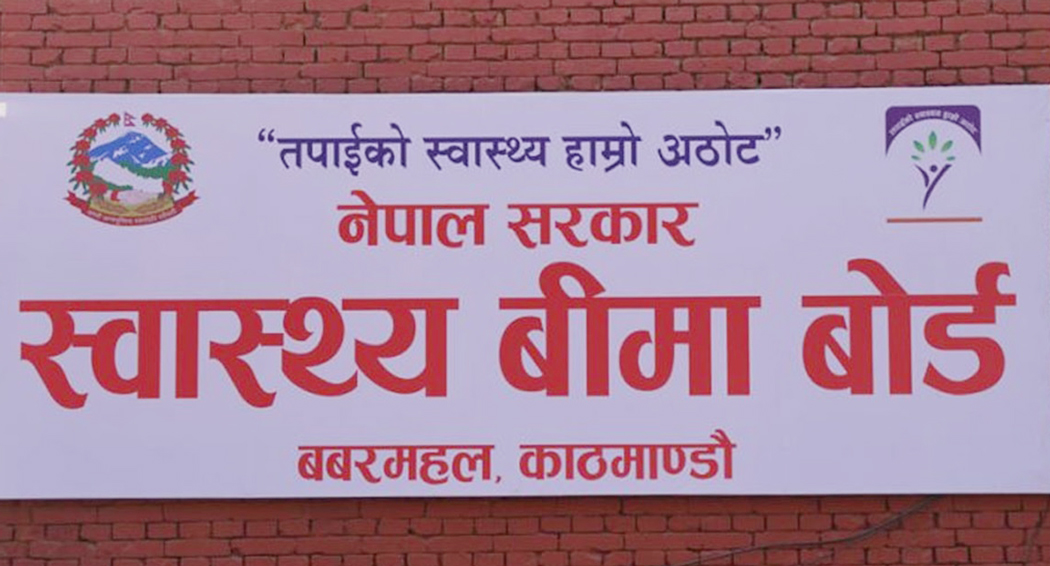 “तपाईको स्वास्थ्य हाम्रो अठोट”
नेपाल सरकार
स्वास्थ्य बीमा बोर्ड
बबरमहल, काठमाण्डौ